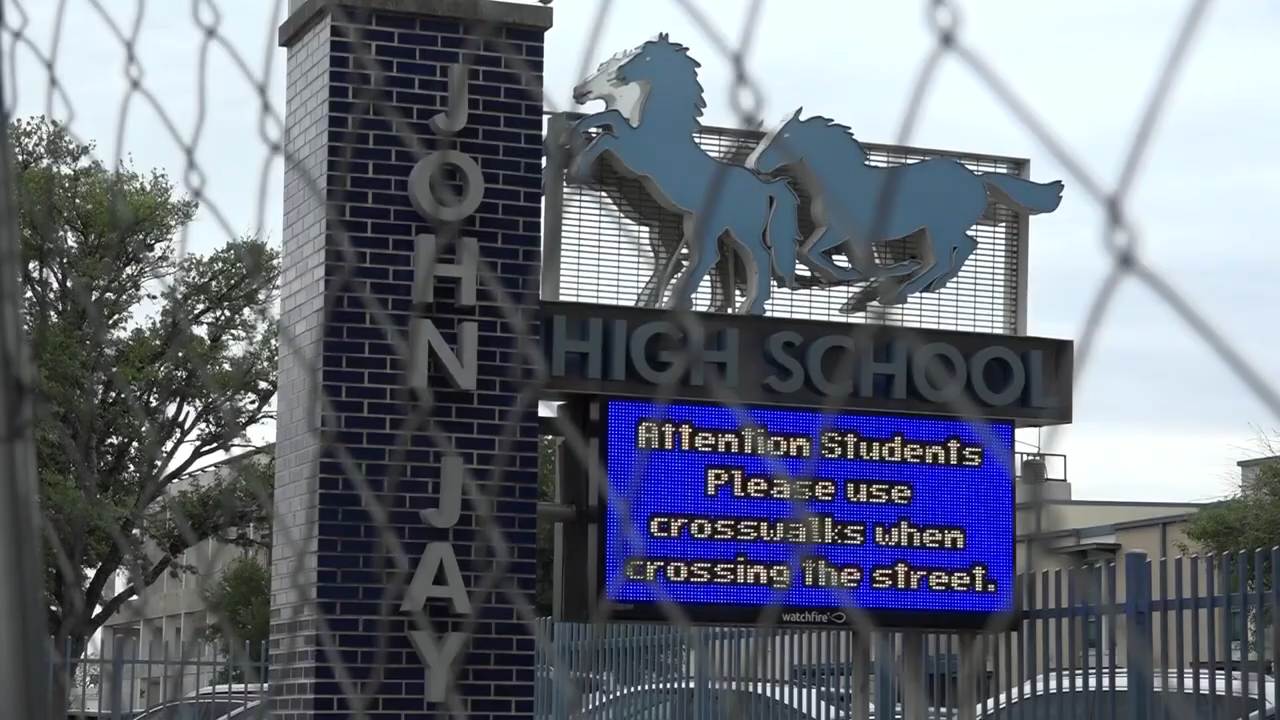 JOHN JAY
HIGH SCHOOL
Attention Students
Please use
crosswalks when
crossing the street.
watchfire